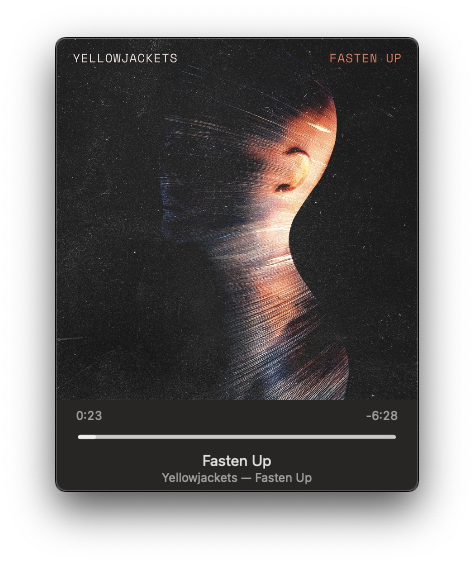 YELLOWJACKETS FASTEN UP
0:23 -6:28
Fasten Up
Yellowjackets — Fasten Up